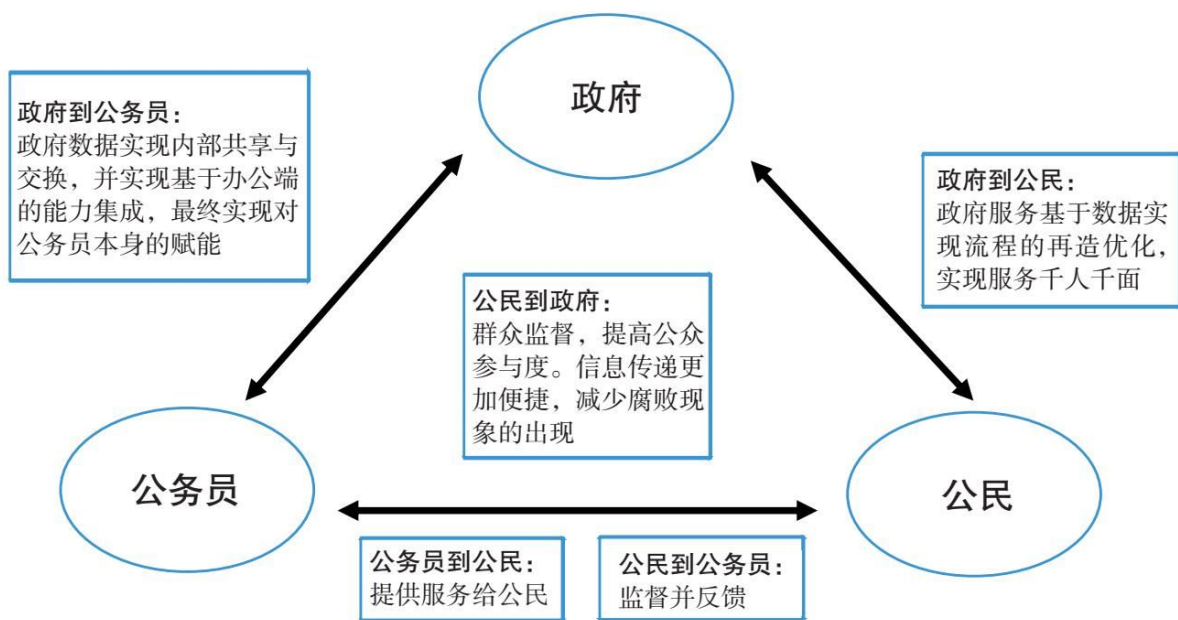 政府
政府到公务员：
政府数据实现内部共享与
交换，并实现基于办公端
的能力集成，最终实现对
公务员本身的赋能
政府到公民：
政府服务基于数据实
现流程的再造优化，
实现服务千人千面
公民到政府：
群众监督，提高公众
参与度。信息传递更
加便捷，减少腐败现
象的出现
公务员
公民
公务员到公民：
提供服务给公民
公民到公务员：
监督并反馈